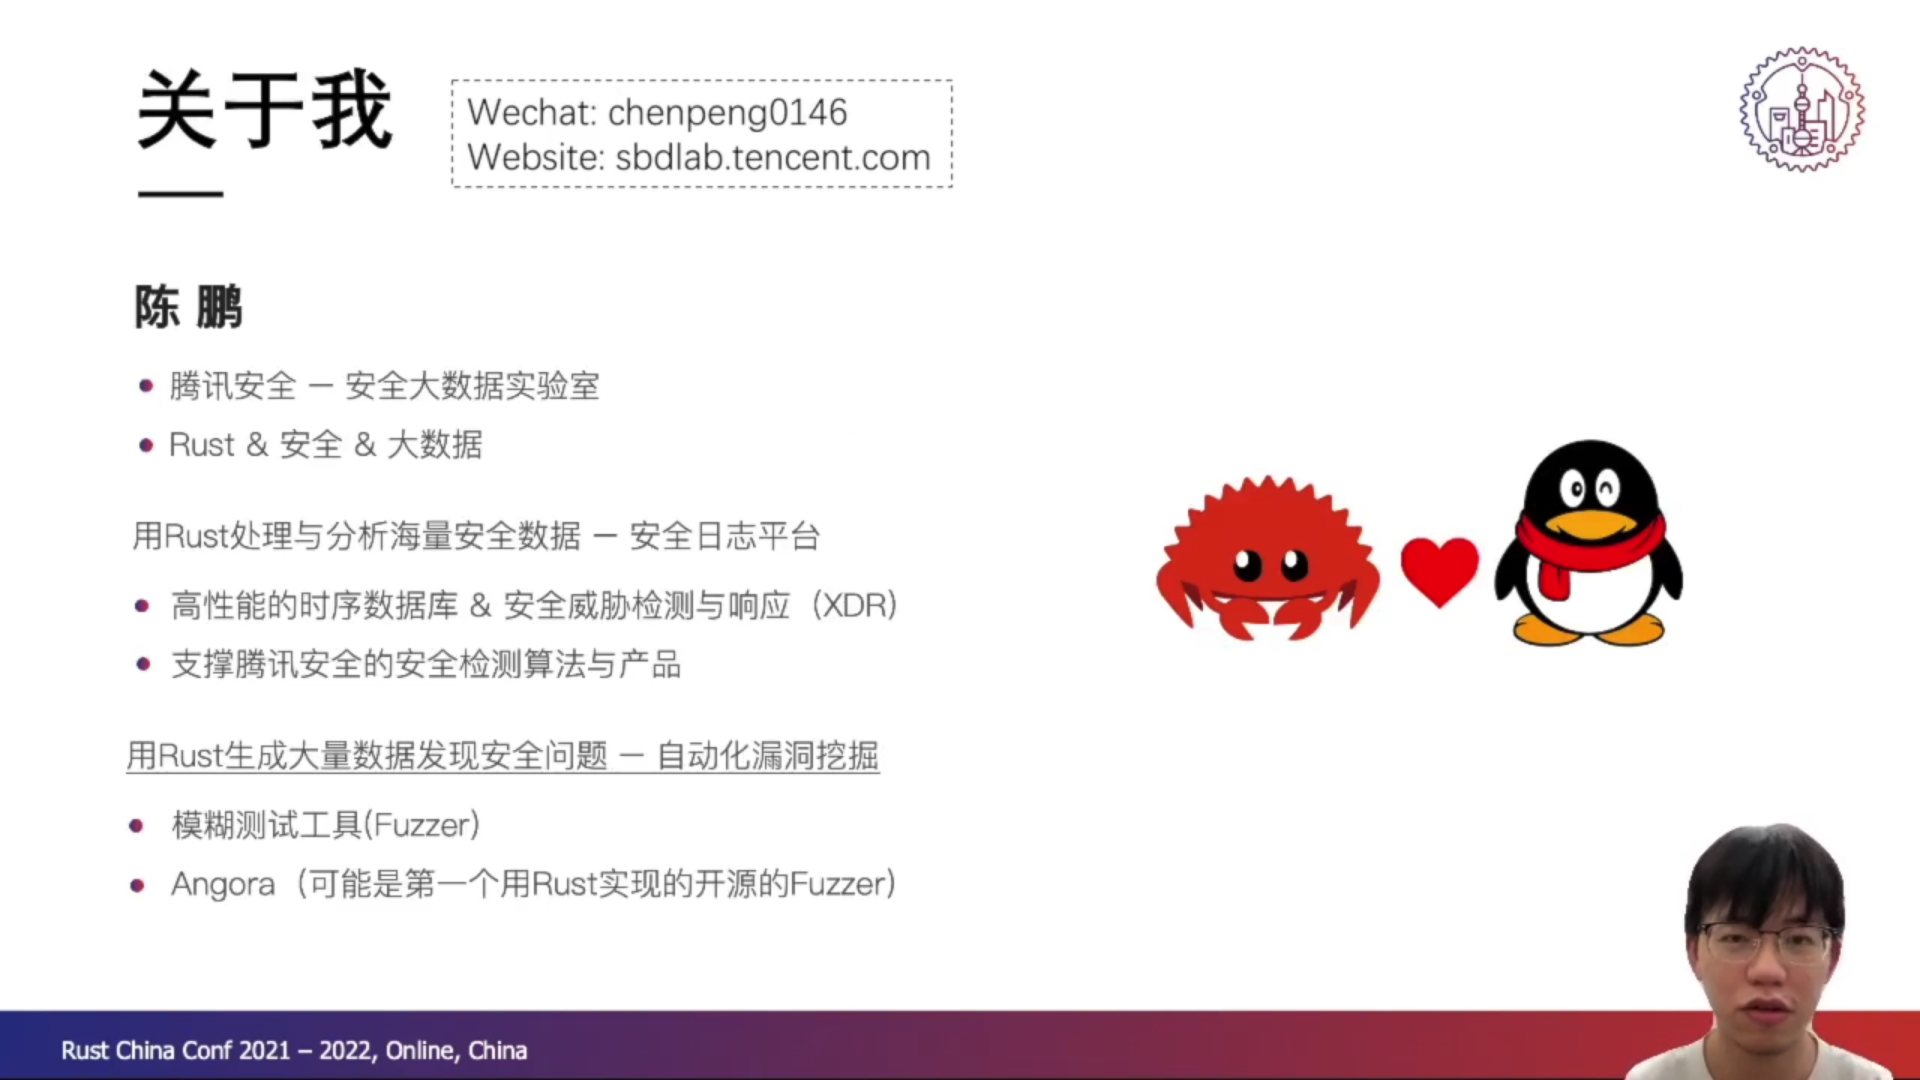 关于我
Wechat: chenpeng0146
Website: sbdlab.tencent.com
陈 鹏
腾讯安全 — 安全大数据实验室
Rust & 安全 & 大数据
用Rust处理与分析海量安全数据 — 安全日志平台
高性能的时序数据库 & 安全威胁检测与响应（XDR）
支撑腾讯安全的安全检测算法与产品
用Rust生成大量数据发现安全问题 — 自动化漏洞挖掘
模糊测试工具(Fuzzer)
Angora（可能是第一个用Rust实现的开源的Fuzzer）
Rust China Conf 2021 – 2022, Online, China